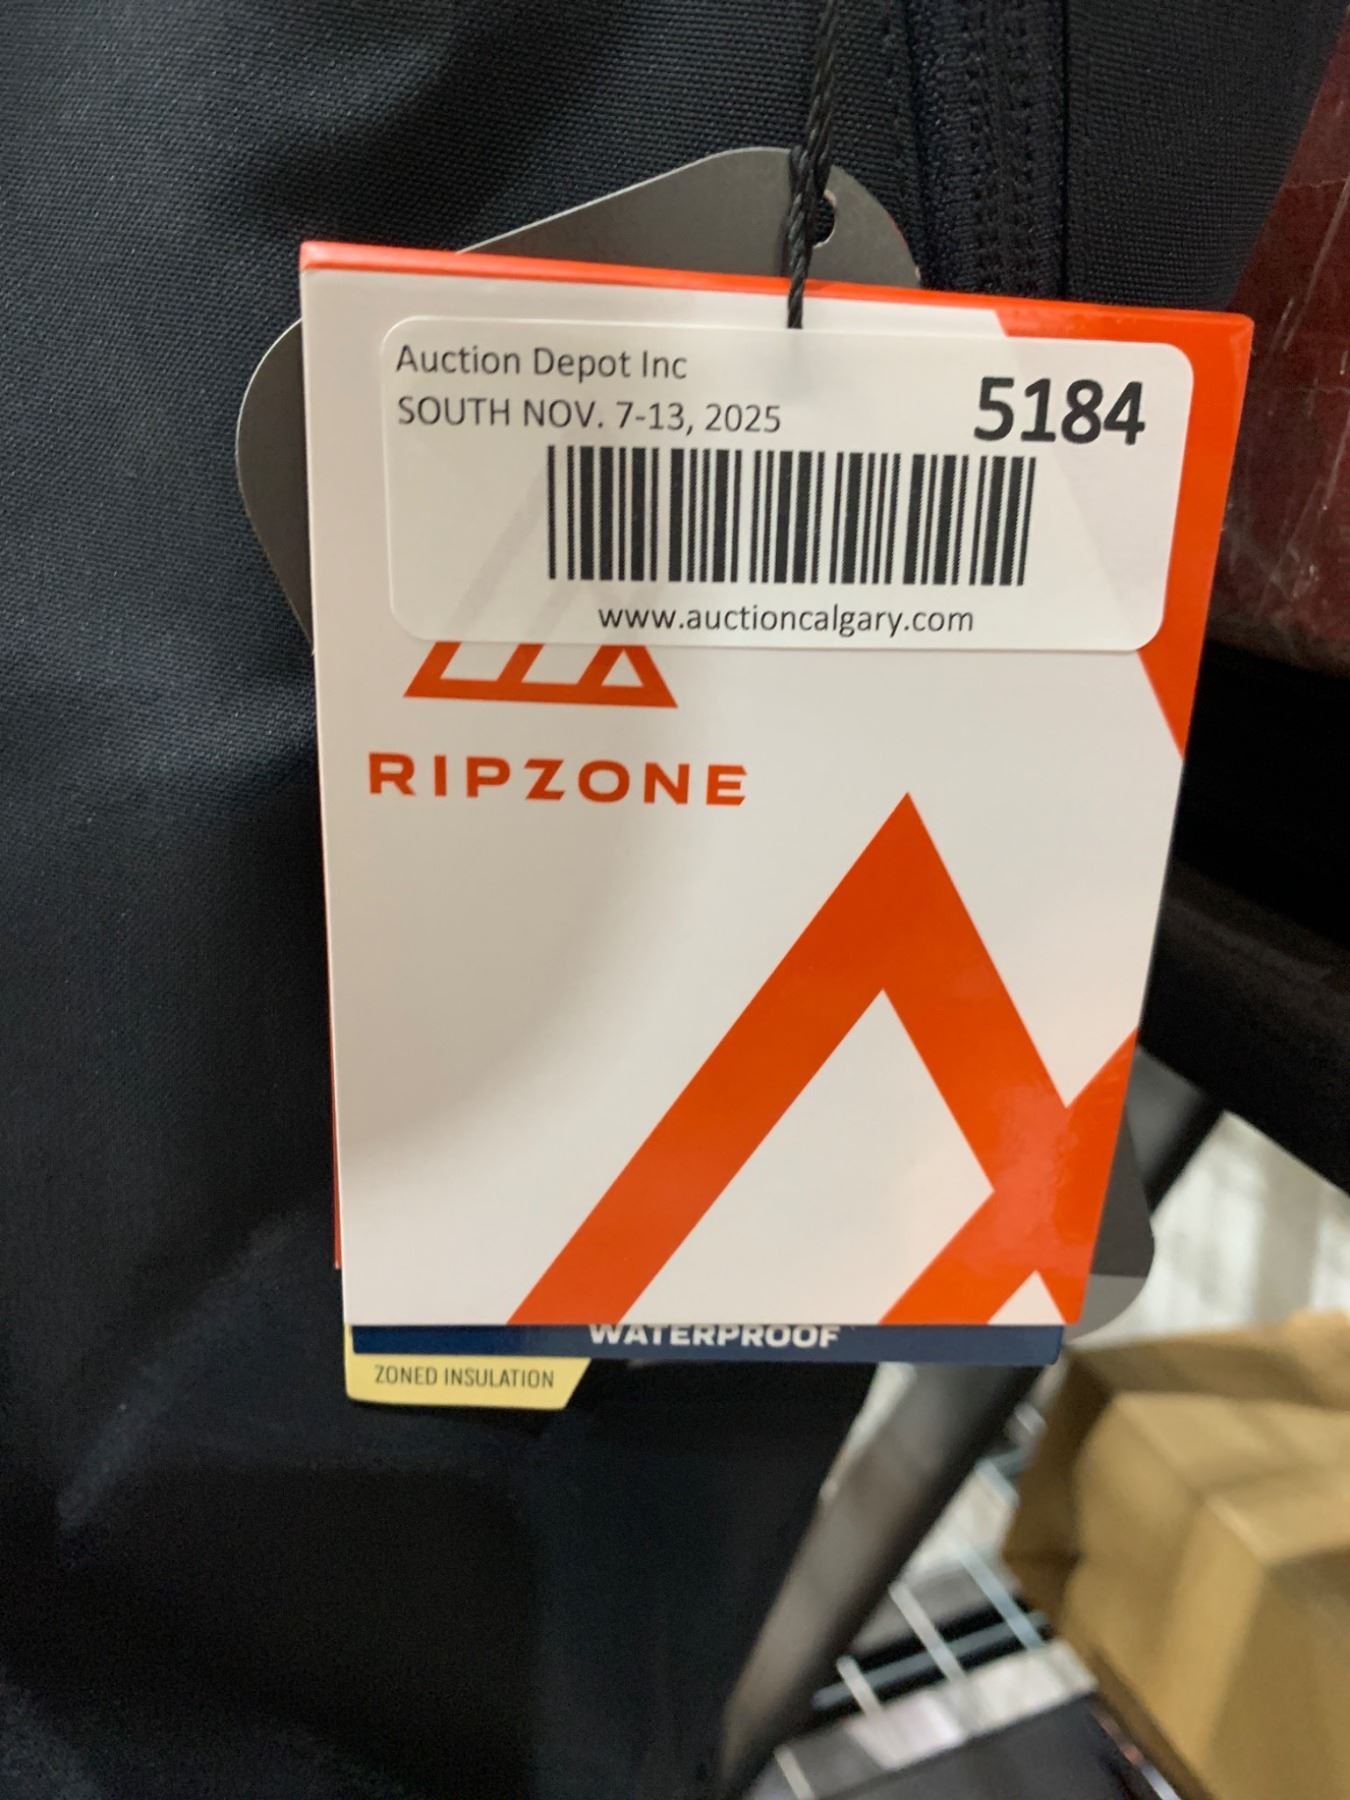 Auction Depot Inc
SOUTH NOV. 7-13, 2025
5184
www.auctioncalgary.com
RIPZONE
WATERPROOF
ZONED INSULATION